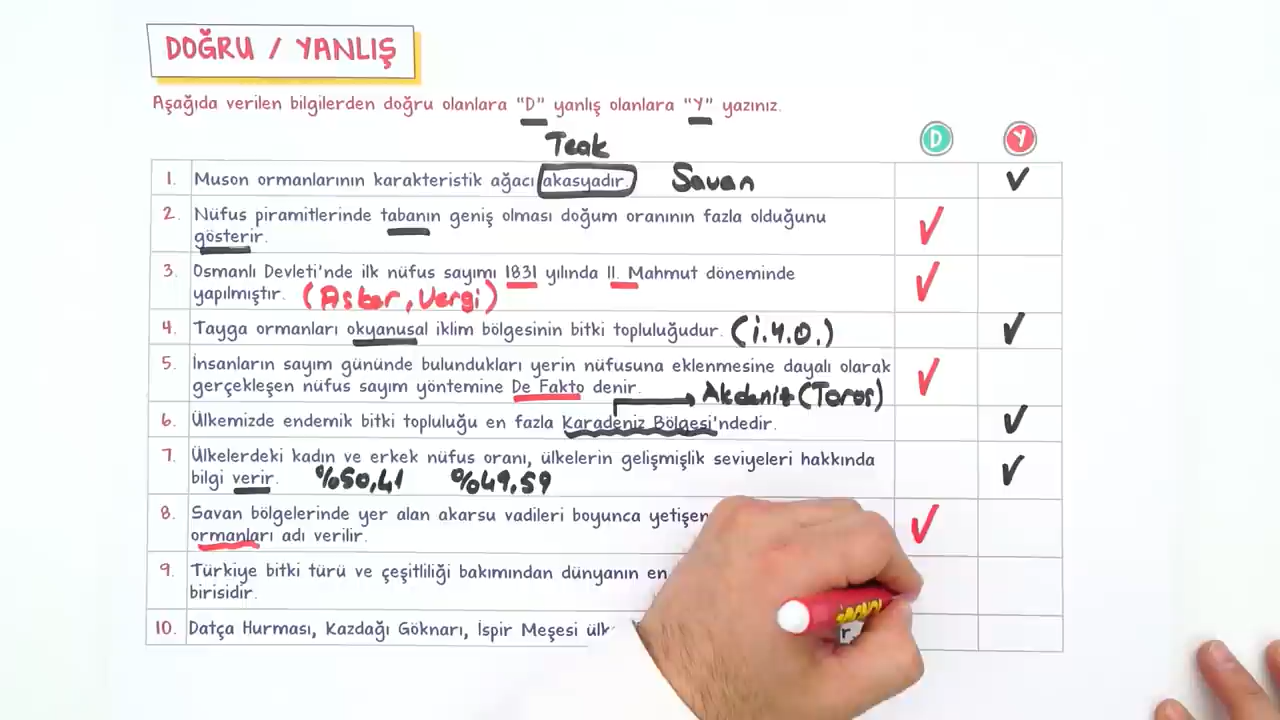 DOĞRU / YANLIŞ
Aşağıda verilen bilgilerden doğru olanlara "D" yanlış olanlara "Y" yazınız.
Teak
D Y
1. Muson ormanlarının karakteristik ağacı akasyadır. Savan ✓
2. Nüfus piramitlerinde tabanın geniş olması doğum oranının fazla olduğunu
gösterir. ✓
3. Osmanlı Devleti'nde ilk nüfus sayımı 1831 yılında II. Mahmut döneminde
yapılmıştır. (Asker, Vergi) ✓
4. Tayga ormanları okyanusal iklim bölgesinin bitki topluluğudur. (İ.Y.O.) ✓
5. İnsanların sayım gününde bulundukları yerin nüfusuna eklenmesine dayalı olarak
gerçekleşen nüfus sayım yöntemine De Fakto denir. ✓
Akdeniz (Toros)
6. Ülkemizde endemik bitki topluluğu en fazla Karadeniz Bölgesi'ndedir. ✓
7. Ülkelerdeki kadın ve erkek nüfus oranı, ülkelerin gelişmişlik seviyeleri hakkında
bilgi verir. %50,41 %49,59 ✓
8. Savan bölgelerinde yer alan akarsu vadileri boyunca yetişen
ormanları adı verilir. ✓
9. Türkiye bitki türü ve çeşitliliği bakımından dünyanın en
birisidir.
10. Datça Hurması, Kazdağı Göknarı, İspir Meşesi